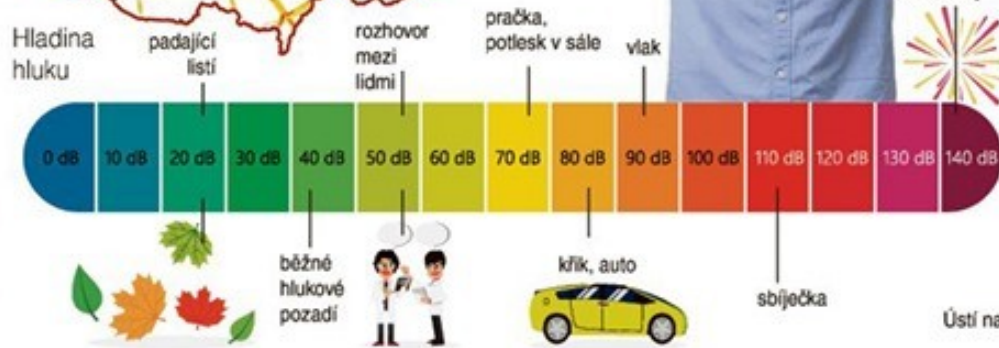 Hladina
hluku
padající
listí
rozhovor
mezi
lidmi
pračka,
potlesk v sále
vlak
0 dB 10 dB 20 dB 30 dB 40 dB 50 dB 60 dB 70 dB 80 dB 90 dB 100 dB 110 dB 120 dB 130 dB 140 dB
běžné
hlukové
pozadí
křik, auto
sbíječka
Ústí